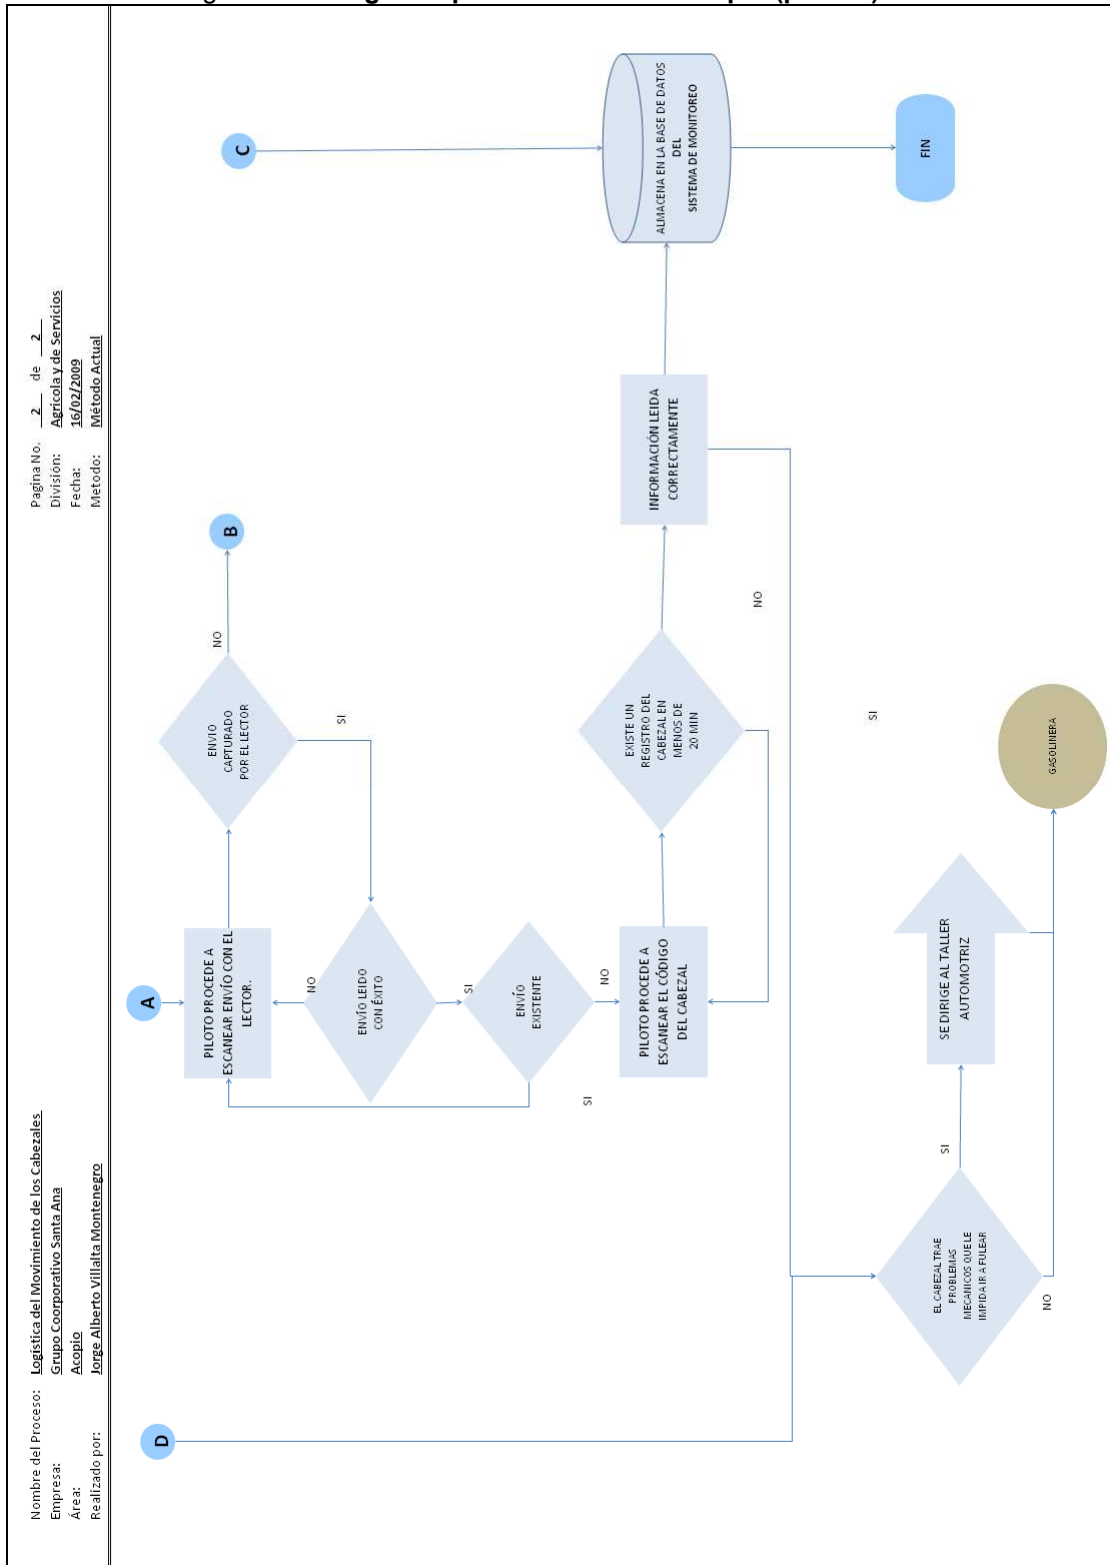 (p
Nombre del Proceso: Logística del Movimiento de los Cabezales
Empresa: Grupo Coorporativo Santa Ana
Área: Acopio
Realizado por: Jorge Alberto Villalta Montenegro
Pagina No. 2 de 2
División: Agrícola y de Servicios
Fecha: 16/02/2009
Metodo: Método Actual
D
A
B
C
PILOTO PROCEDE A
ESCANEAR ENVÍO CON EL
LECTOR.
ENVIO
CAPTURADO
POR EL LECTOR
NO
SI
NO
ENVÍO LEIDO
CON ÉXITO
SI
ENVÍO
EXISTENTE
NO
SI
PILOTO PROCEDE A
ESCANEAR EL CÓDIGO
DEL CABEZAL
EXISTE UN
REGISTRO DEL
CABEZAL EN
MENOS DE
20 MIN
INFORMACIÓN LEIDA
CORRECTAMENTE
ALMACENA EN LA BASE DE DATOS
DEL
SISTEMA DE MONITOREO
FIN
NO
SI
EL CABEZAL TRAE
PROBLEMAS
MECANICOS QUE LE
IMPIDA IR A FULEAR
SI
NO
SE DIRIGE AL TALLER
AUTOMOTRIZ
GASOLINERA